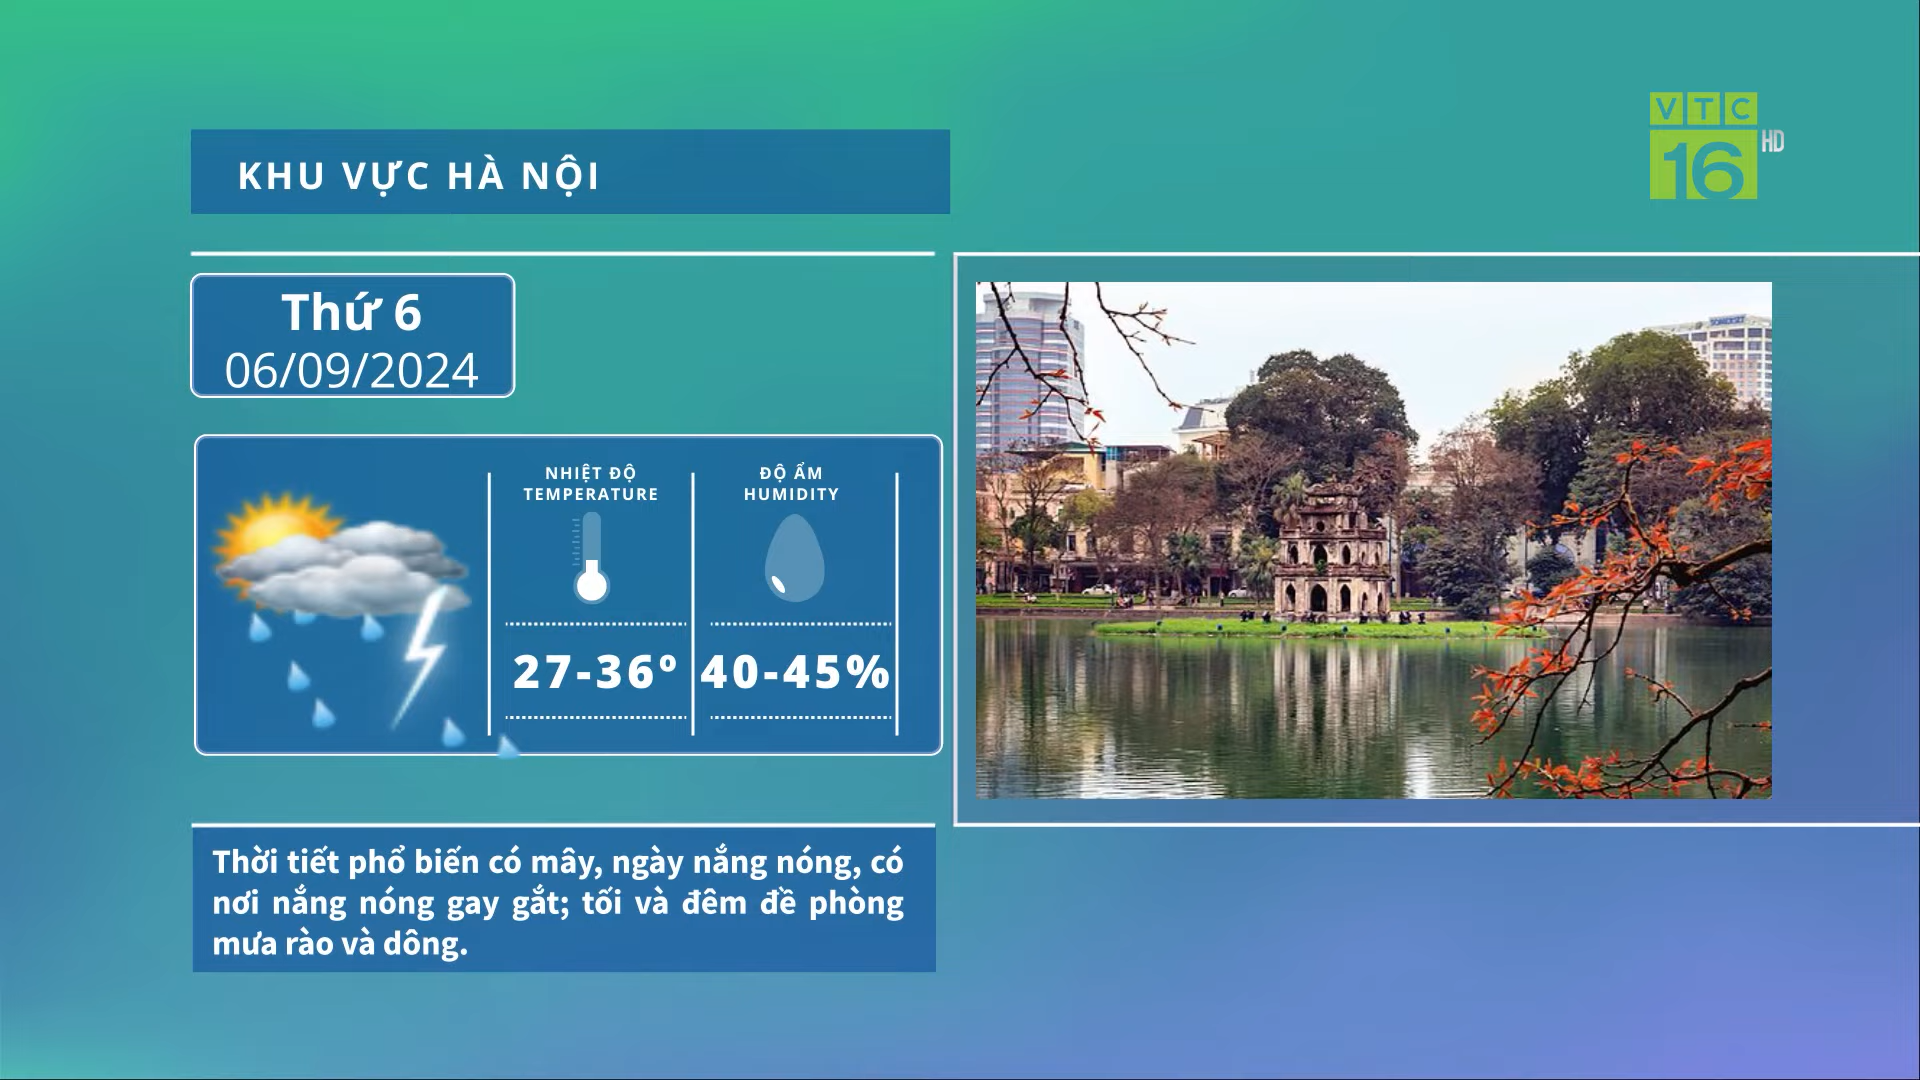 VTC
16 HD
KHU VỰC HÀ NỘI
Thứ 6
06/09/2024
NHIỆT ĐỘ
TEMPERATURE
27-36º
ĐỘ ẨM
HUMIDITY
40-45%
SOMERSET
Thời tiết phổ biến có mây, ngày nắng nóng, có
nơi nắng nóng gay gắt; tối và đêm đề phòng
mưa rào và dông.